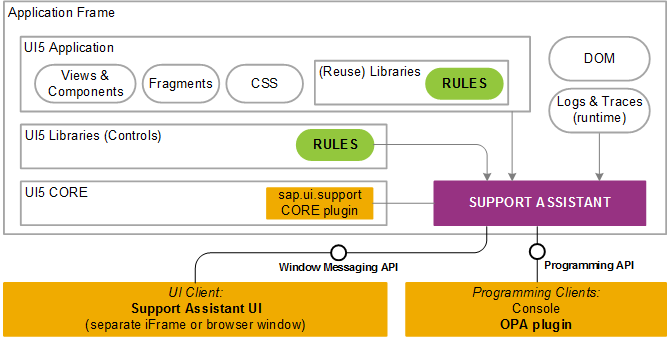 Application Frame
UI5 Application
Views &
Components
Fragments
CSS
(Reuse) Libraries
RULES
DOM
Logs & Traces
(runtime)
UI5 Libraries (Controls)
RULES
UI5 CORE
sap.ui.support
CORE plugin
SUPPORT ASSISTANT
Window Messaging API
Programming API
UI Client:
Support Assistant UI
(separate iFrame or browser window)
Programming Clients:
Console
OPA plugin